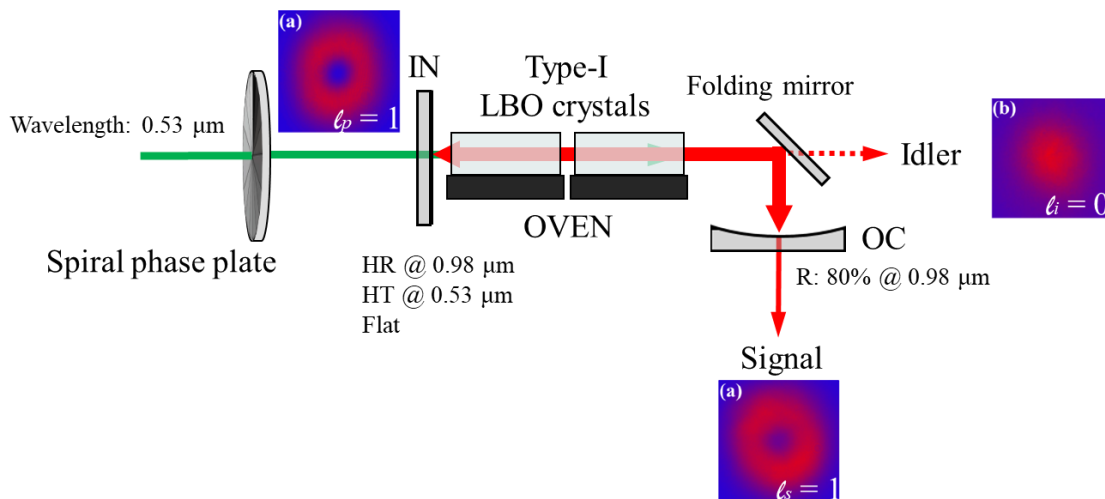 (a)
ℓp = 1
IN
Type-I
LBO crystals
Folding mirror
Wavelength: 0.53 μm
(b)
Idler
ℓi = 0
OVEN
OC
Spiral phase plate
HR @ 0.98 μm
HT @ 0.53 μm
Flat
R: 80% @ 0.98 μm
Signal
(a)
ℓs = 1